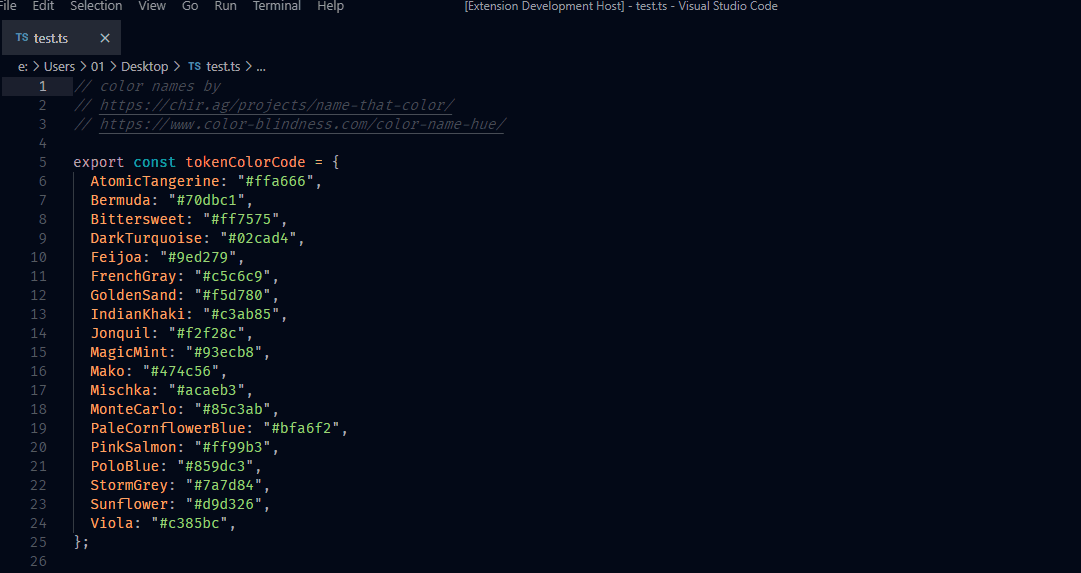 File Edit Selection View Go Run Terminal Help [Extension Development Host] - test.ts - Visual Studio Code
TS test.ts ×
e: > Users > 01 > Desktop > TS test.ts > ...
1 // color names by
2 // https://chir.ag/projects/name-that-color/
3 // https://www.color-blindness.com/color-name-hue/
4
5 export const tokenColorCode = {
6 AtomicTangerine: "#ffa666",
7 Bermuda: "#70dbc1",
8 Bittersweet: "#ff7575",
9 DarkTurquoise: "#02cad4",
10 Feijoa: "#9ed279",
11 FrenchGray: "#c5c6c9",
12 GoldenSand: "#f5d780",
13 IndianKhaki: "#c3ab85",
14 Jonquil: "#f2f28c",
15 MagicMint: "#93ecb8",
16 Mako: "#474c56",
17 Mischka: "#acaeb3",
18 MonteCarlo: "#85c3ab",
19 PaleCornflowerBlue: "#bfa6f2",
20 PinkSalmon: "#ff99b3",
21 PoloBlue: "#859dc3",
22 StormGrey: "#7a7d84",
23 Sunflower: "#d9d326",
24 Viola: "#c385bc",
25 };
26